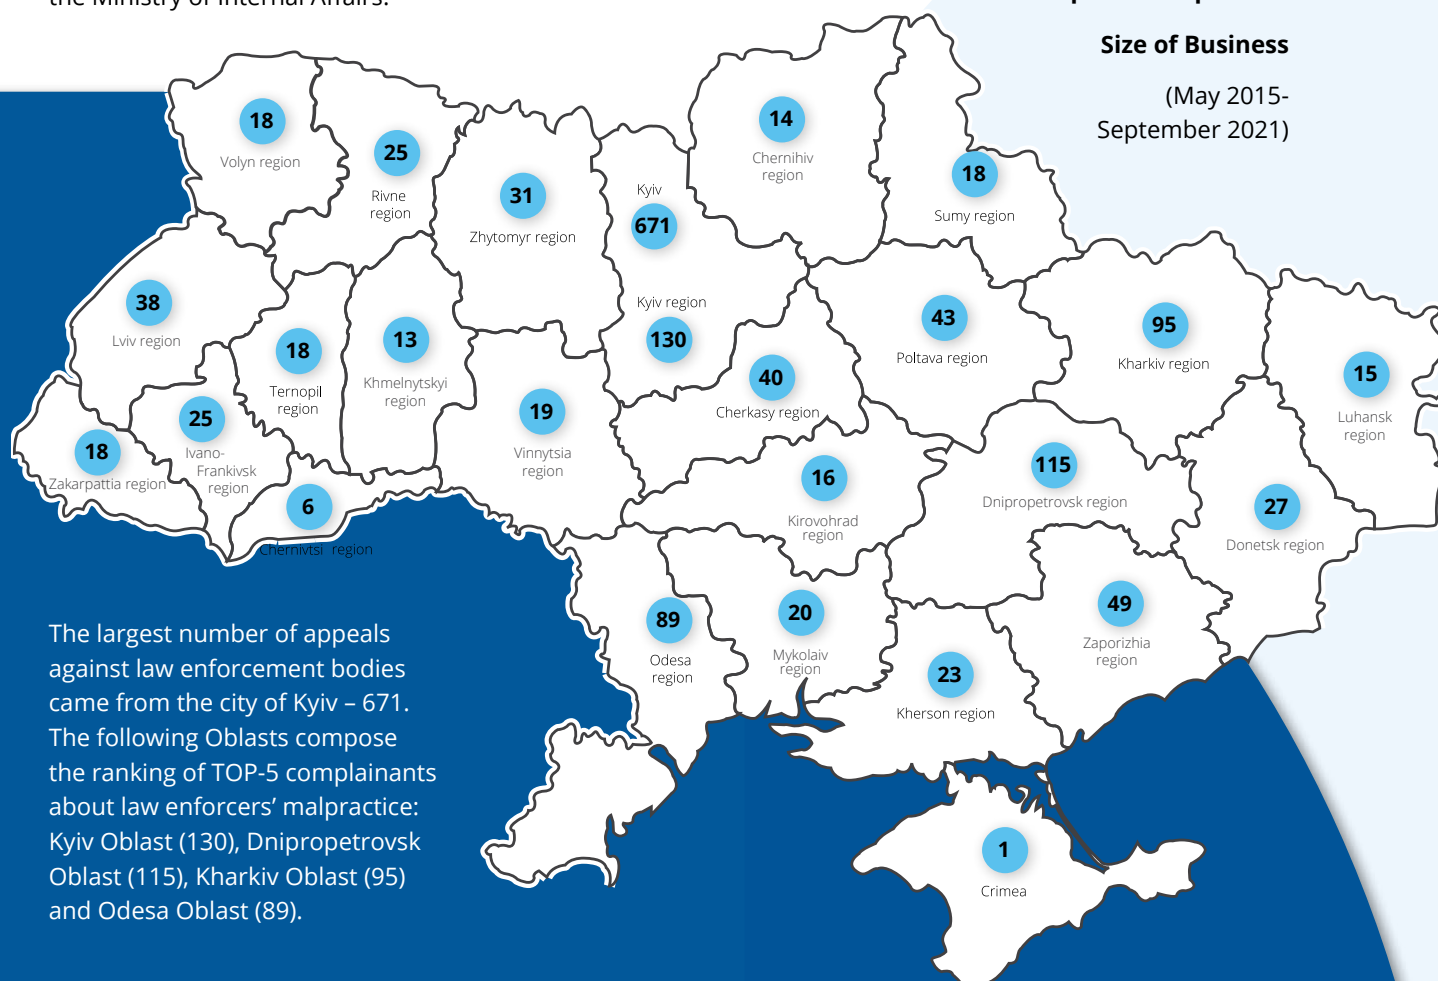 the Ministry of Internal Affairs.
Size of Business
(May 2015-
September 2021)
18
Volyn region
25
Rivne
region
31
Zhytomyr region
Kyiv
671
Kyiv region
130
14
Chernihiv
region
18
Sumy region
38
Lviv region
18
Ternopil
region
13
Khmelnytskyi
region
19
Vinnytsia
region
40
Cherkasy region
43
Poltava region
95
Kharkiv region
15
Luhansk
region
18
Zakarpattia region
25
Ivano-
Frankivsk
region
6
Chernivtsi region
16
Kirovohrad
region
115
Dnipropetrovsk region
27
Donetsk region
89
Odesa
region
20
Mykolaiv
region
23
Kherson region
49
Zaporizhia
region
1
Crimea
The largest number of appeals
against law enforcement bodies
came from the city of Kyiv – 671.
The following Oblasts compose
the ranking of TOP-5 complainants
about law enforcers’ malpractice:
Kyiv Oblast (130), Dnipropetrovsk
Oblast (115), Kharkiv Oblast (95)
and Odesa Oblast (89).